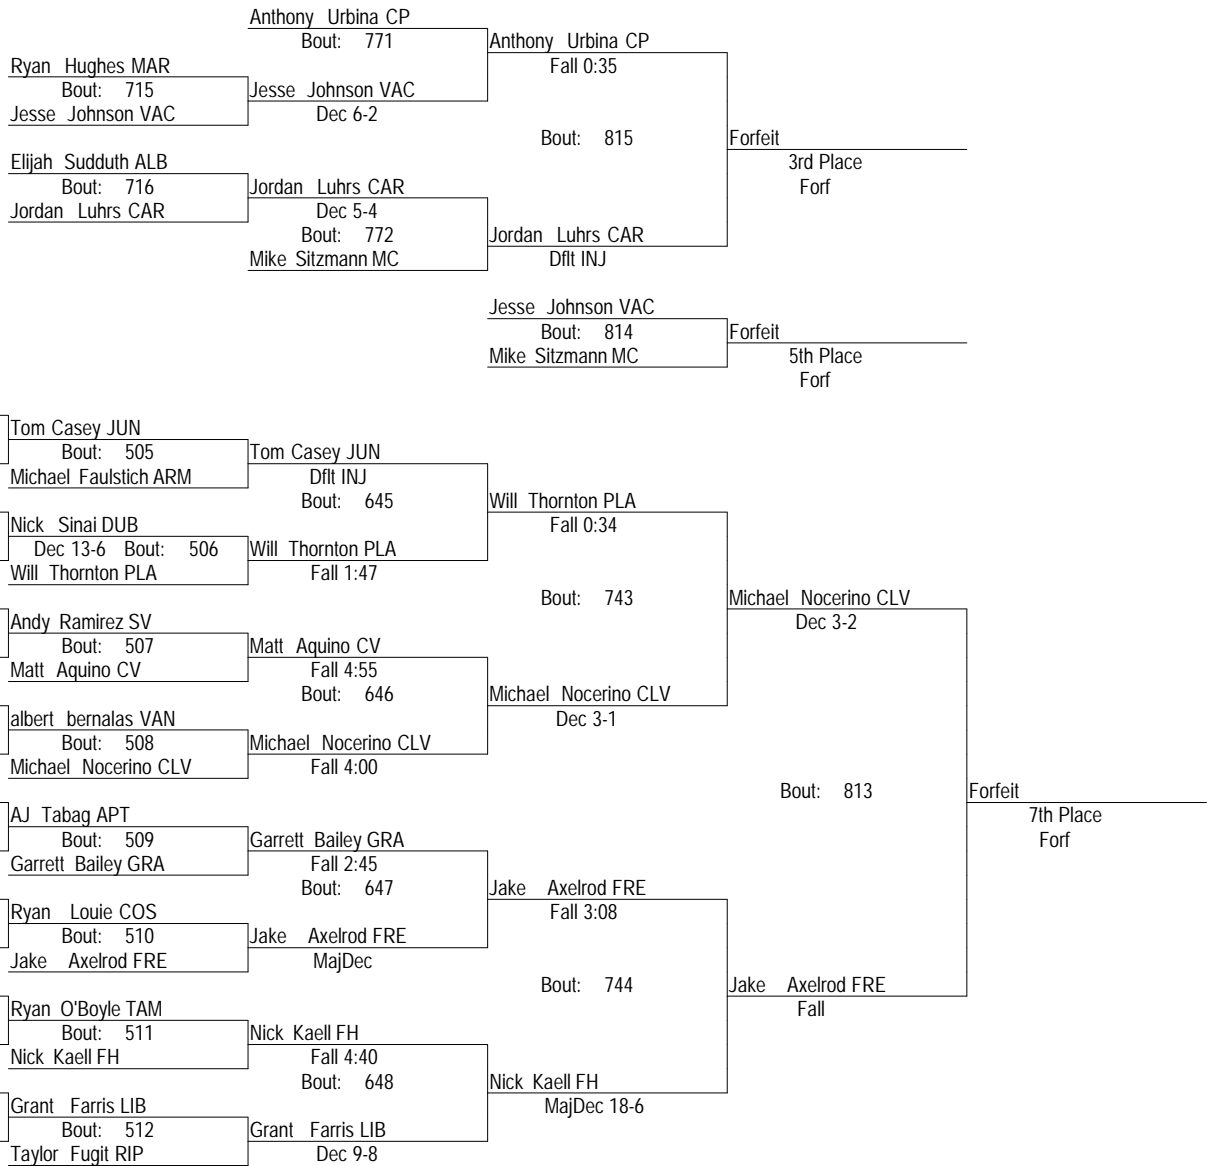 Anthony Urbina CP
Bout: 771
Anthony Urbina CP
Ryan Hughes MAR
Fall 0:35
Bout: 715
Jesse Johnson VAC
Jesse Johnson VAC
Dec 6-2
Bout: 815
Forfeit
Elijah Sudduth ALB
3rd Place
Bout: 716
Jordan Luhrs CAR
Forf
Jordan Luhrs CAR
Dec 5-4
Bout: 772
Jordan Luhrs CAR
Mike Sitzmann MC
Dflt INJ
Jesse Johnson VAC
Bout: 814
Forfeit
Mike Sitzmann MC
5th Place
Forf
Tom Casey JUN
Bout: 505
Tom Casey JUN
Michael Faulstich ARM
Dflt INJ
Bout: 645
Will Thornton PLA
Nick Sinai DUB
Fall 0:34
Dec 13-6 Bout: 506
Will Thornton PLA
Will Thornton PLA
Fall 1:47
Bout: 743
Michael Nocerino CLV
Andy Ramirez SV
Dec 3-2
Bout: 507
Matt Aquino CV
Matt Aquino CV
Fall 4:55
Bout: 646
Michael Nocerino CLV
albert bernalas VAN
Dec 3-1
Bout: 508
Michael Nocerino CLV
Michael Nocerino CLV
Fall 4:00
Bout: 813
Forfeit
AJ Tabag APT
7th Place
Bout: 509
Garrett Bailey GRA
Forf
Garrett Bailey GRA
Fall 2:45
Bout: 647
Jake Axelrod FRE
Ryan Louie COS
Fall 3:08
Bout: 510
Jake Axelrod FRE
Jake Axelrod FRE
MajDec
Bout: 744
Jake Axelrod FRE
Ryan O'Boyle TAM
Fall
Bout: 511
Nick Kaell FH
Nick Kaell FH
Fall 4:40
Bout: 648
Nick Kaell FH
Grant Farris LIB
MajDec 18-6
Bout: 512
Grant Farris LIB
Taylor Fugit RIP
Dec 9-8